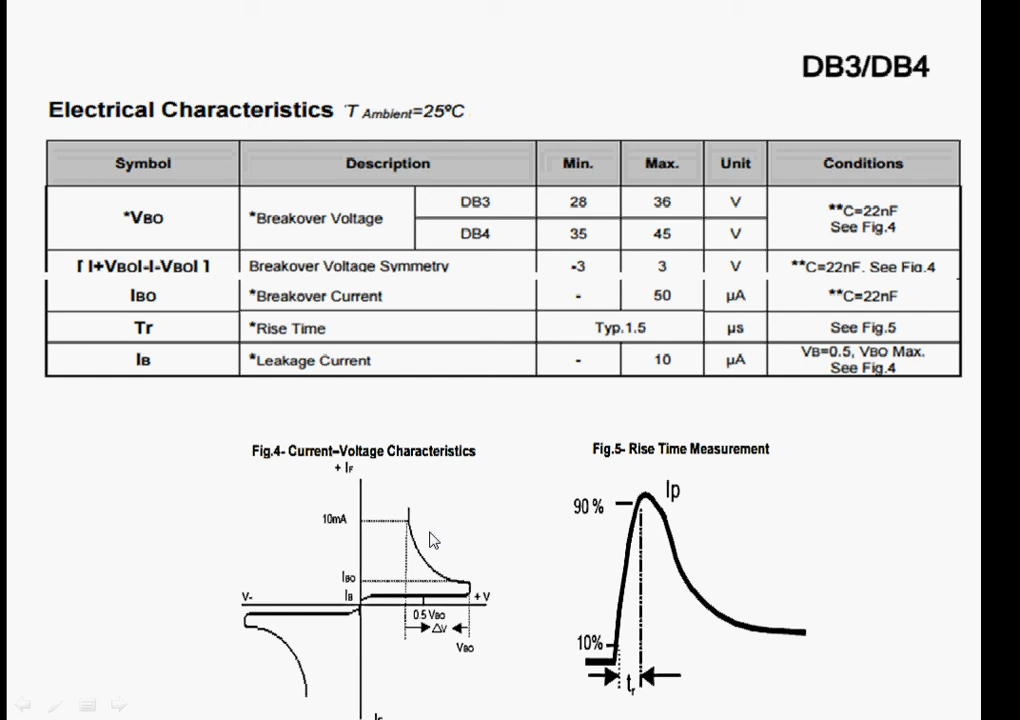 DB3/DB4
Electrical Characteristics T Ambient=25ºC
Symbol Description Min. Max. Unit Conditions
*VBO *Breakover Voltage DB3 28 36 V **C=22nF See Fig.4
DB4 35 45 V
[ I+VBOI-I-VBOI ] Breakover Voltage Symmetry -3 3 V **C=22nF. See Fig.4
IBO *Breakover Current - 50 µA **C=22nF
Tr *Rise Time Typ.1.5 µs See Fig.5
IB *Leakage Current - 10 µA VB=0.5, VBO Max. See Fig.4
Fig.4- Current–Voltage Characteristics
+ IF
10mA
IBO
IB
V-
+ V
0.5 VBO
ΔV
VBO
Fig.5- Rise Time Measurement
Ip
90 %
10%
tr